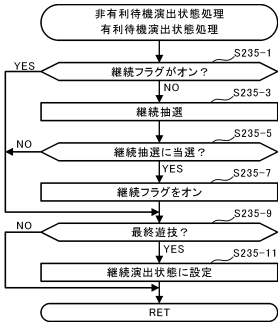 非有利待機演出状態処理
有利待機演出状態処理
S235-1
YES
継続フラグがオン?
NO
S235-3
継続抽選
S235-5
NO
継続抽選に当選?
YES
S235-7
継続フラグをオン
S235-9
NO
最終遊技?
YES
S235-11
継続演出状態に設定
RET